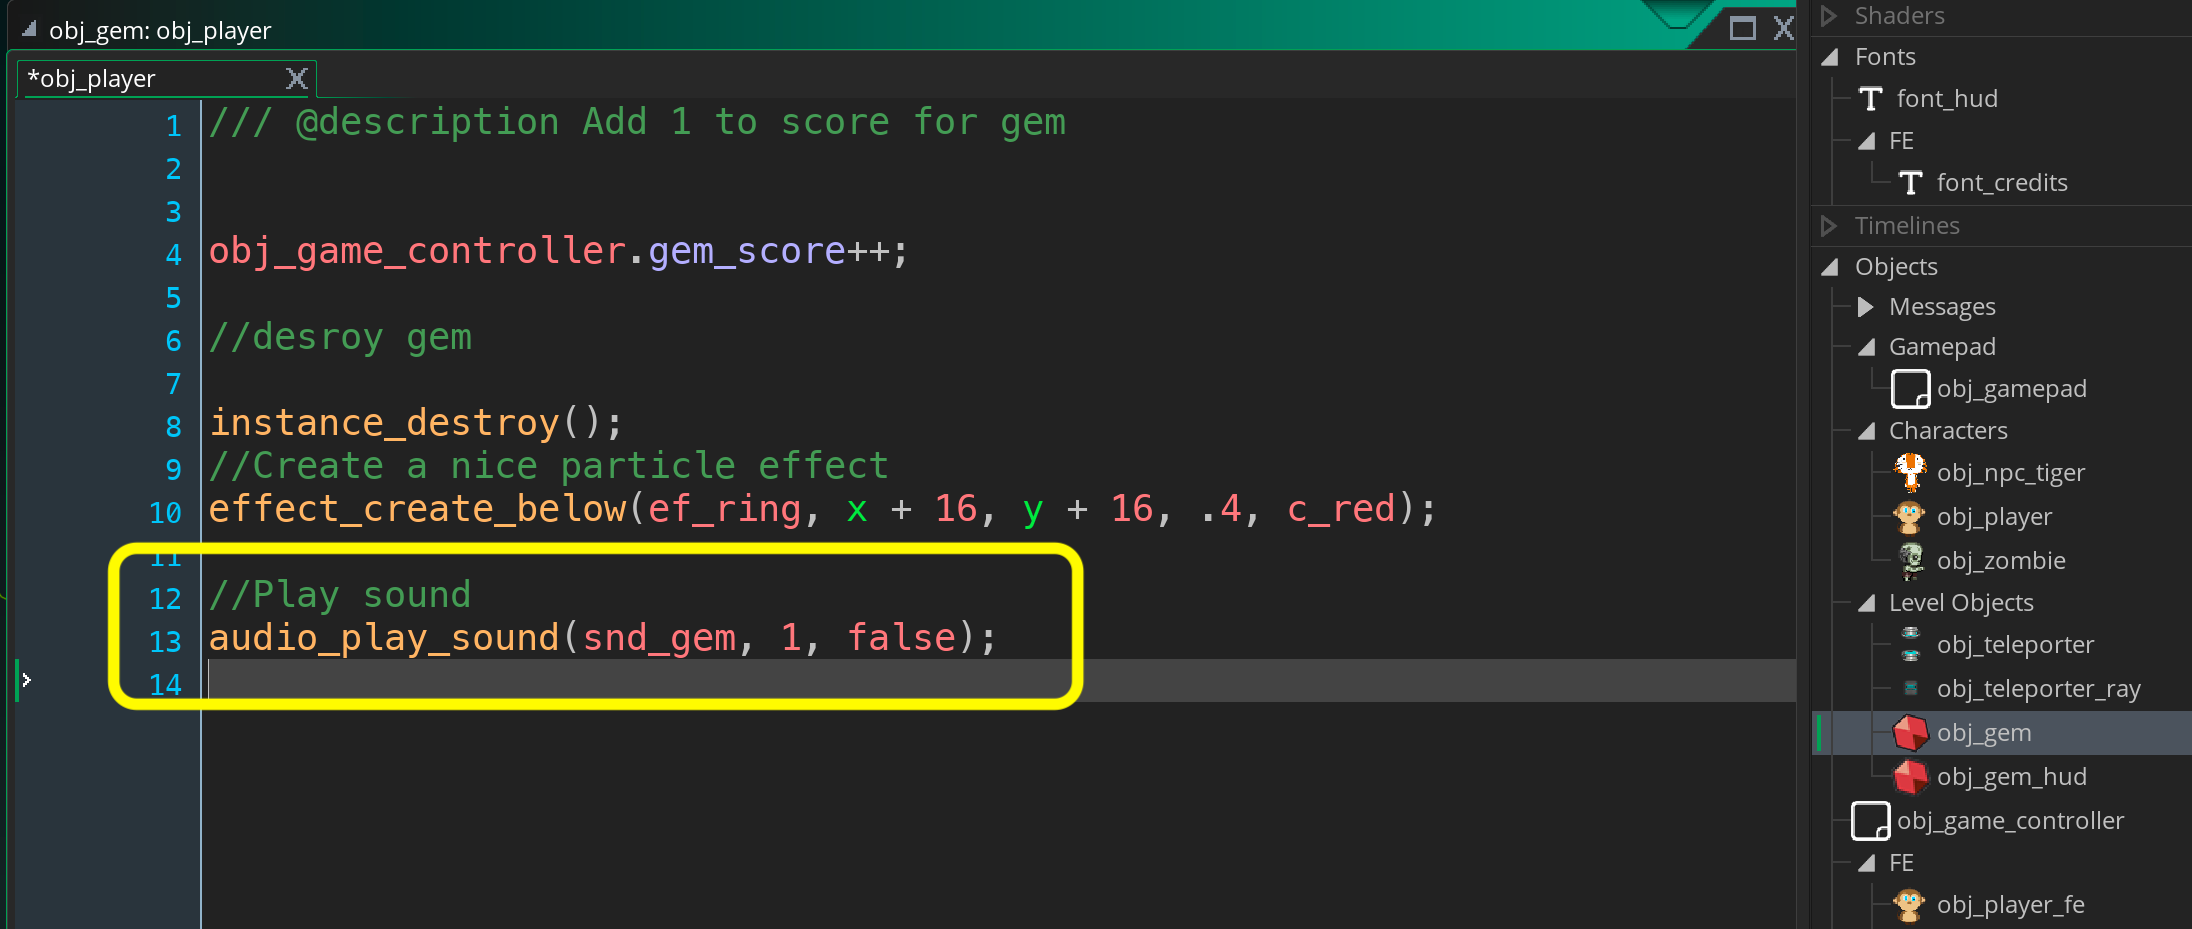 obj_gem: obj_player
*obj_player
1 /// @description Add 1 to score for gem
2
3
4 obj_game_controller.gem_score++;
5
6 //desroy gem
7
8 instance_destroy();
9 //Create a nice particle effect
10 effect_create_below(ef_ring, x + 16, y + 16, .4, c_red);
11
12 //Play sound
13 audio_play_sound(snd_gem, 1, false);
14
Shaders
Fonts
font_hud
FE
font_credits
Timelines
Objects
Messages
Gamepad
obj_gamepad
Characters
obj_npc_tiger
obj_player
obj_zombie
Level Objects
obj_teleporter
obj_teleporter_ray
obj_gem
obj_gem_hud
obj_game_controller
FE
obj_player_fe